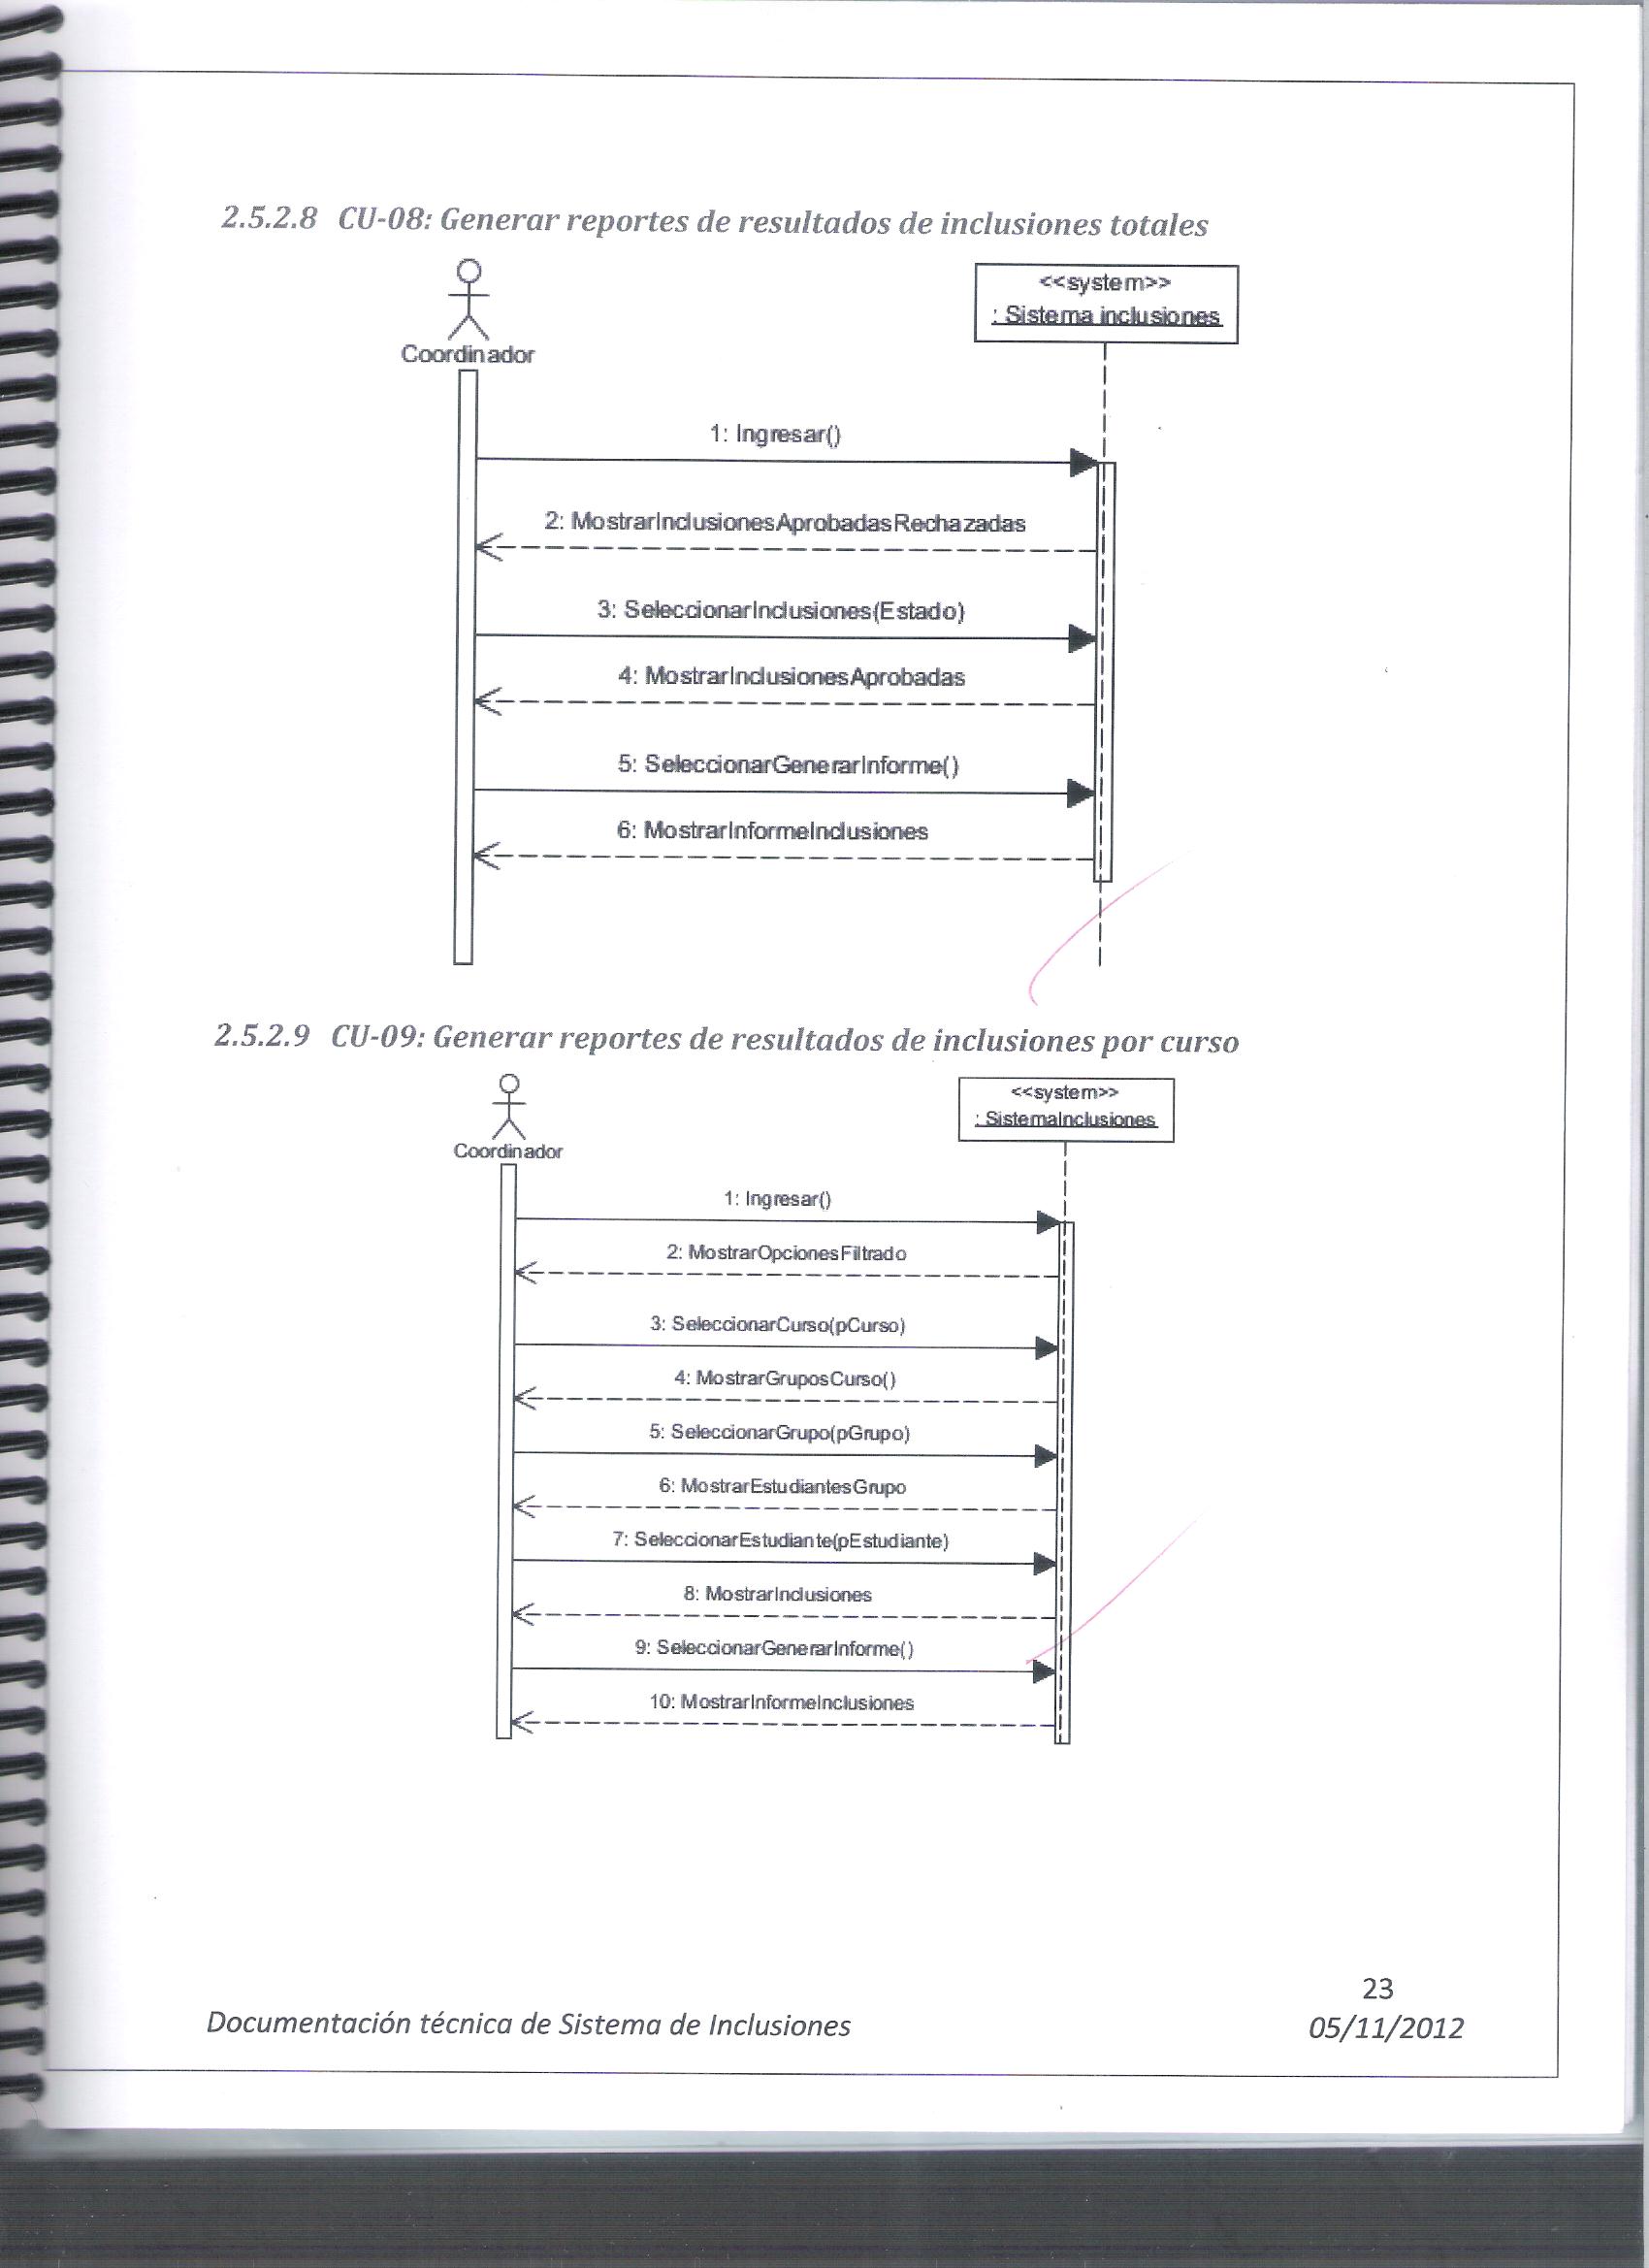 2.5.2.8 CU-08: Generar reportes de resultados de inclusiones totales
<<system>>
: Sistema inclusiones
Coordinador
1: Ingresar()
2: MostrarInclusionesAprobadasRechazadas
3: SeleccionarInclusiones(Estado)
4: MostrarInclusionesAprobadas
5: SeleccionarGenerarInforme()
6: MostrarInformeInclusiones
2.5.2.9 CU-09: Generar reportes de resultados de inclusiones por curso
<<system>>
: SistemaInclusiones
Coordinador
1: Ingresar()
2: MostrarOpcionesFiltrado
3: SeleccionarCurso(pCurso)
4: MostrarGruposCurso()
5: SeleccionarGrupo(pGrupo)
6: MostrarEstudiantesGrupo
7: SeleccionarEstudiante(pEstudiante)
8: MostrarInclusiones
9: SeleccionarGenerarInforme()
10: MostrarInformeInclusiones
23
Documentación técnica de Sistema de Inclusiones 05/11/2012